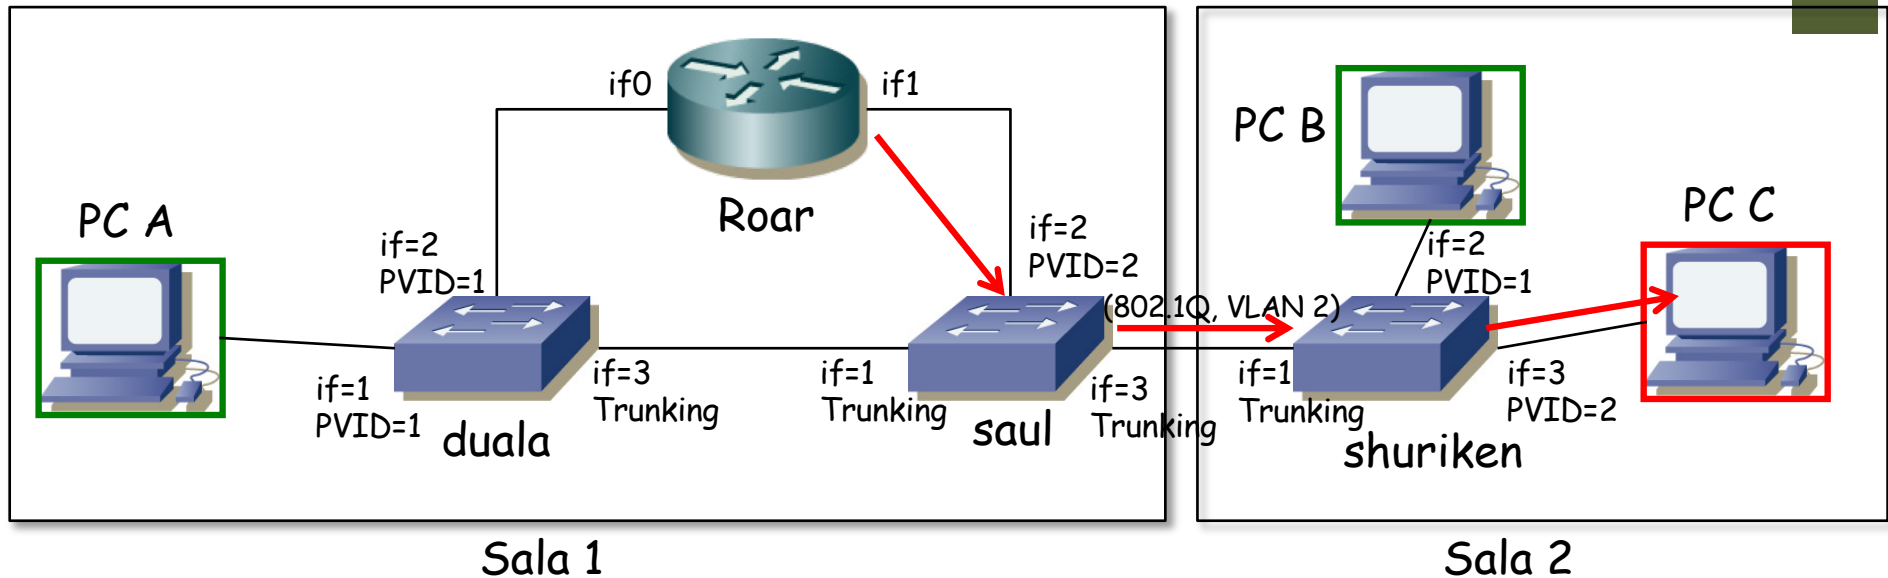 if0
if1
Roar
PC A
if=2
PVID=1
if=1
PVID=1
duala
if=3
Trunking
if=2
PVID=2
(802.1Q, VLAN 2)
if=1
Trunking
saul
if=3
Trunking
PC B
PC C
if=2
PVID=1
if=1
Trunking
if=3
PVID=2
shuriken
Sala 1
Sala 2